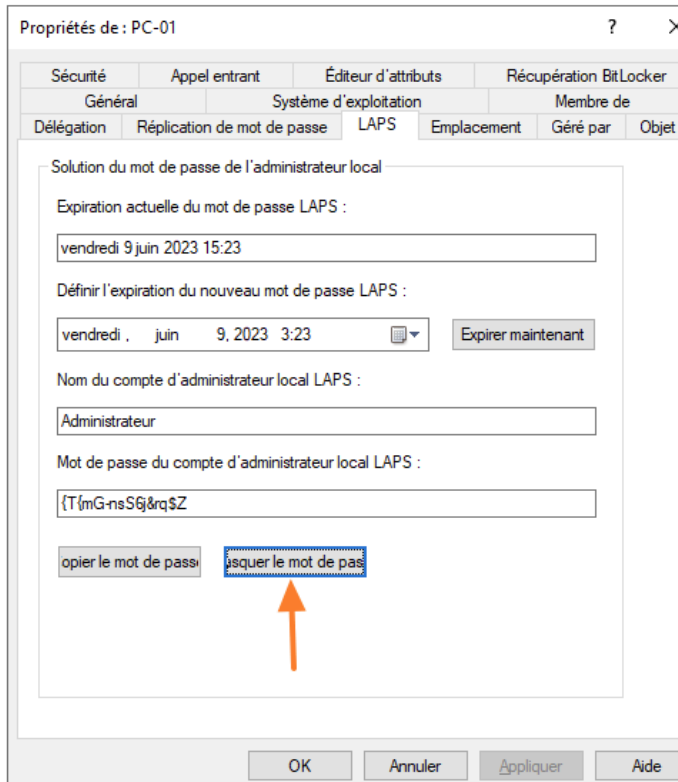 Propriétés de : PC-01 ? ×
Sécurité Appel entrant Éditeur d'attributs Récupération BitLocker
Général Système d'exploitation Membre de
Délégation Réplication de mot de passe LAPS Emplacement Géré par Objet
Solution du mot de passe de l'administrateur local
Expiration actuelle du mot de passe LAPS :
vendredi 9 juin 2023 15:23
Définir l'expiration du nouveau mot de passe LAPS :
vendredi , juin 9, 2023 3:23 Expirer maintenant
Nom du compte d'administrateur local LAPS :
Administrateur
Mot de passe du compte d'administrateur local LAPS :
{T{mG-nsS6j&rq$Z
opier le mot de passe asquer le mot de pas
OK Annuler Appliquer Aide